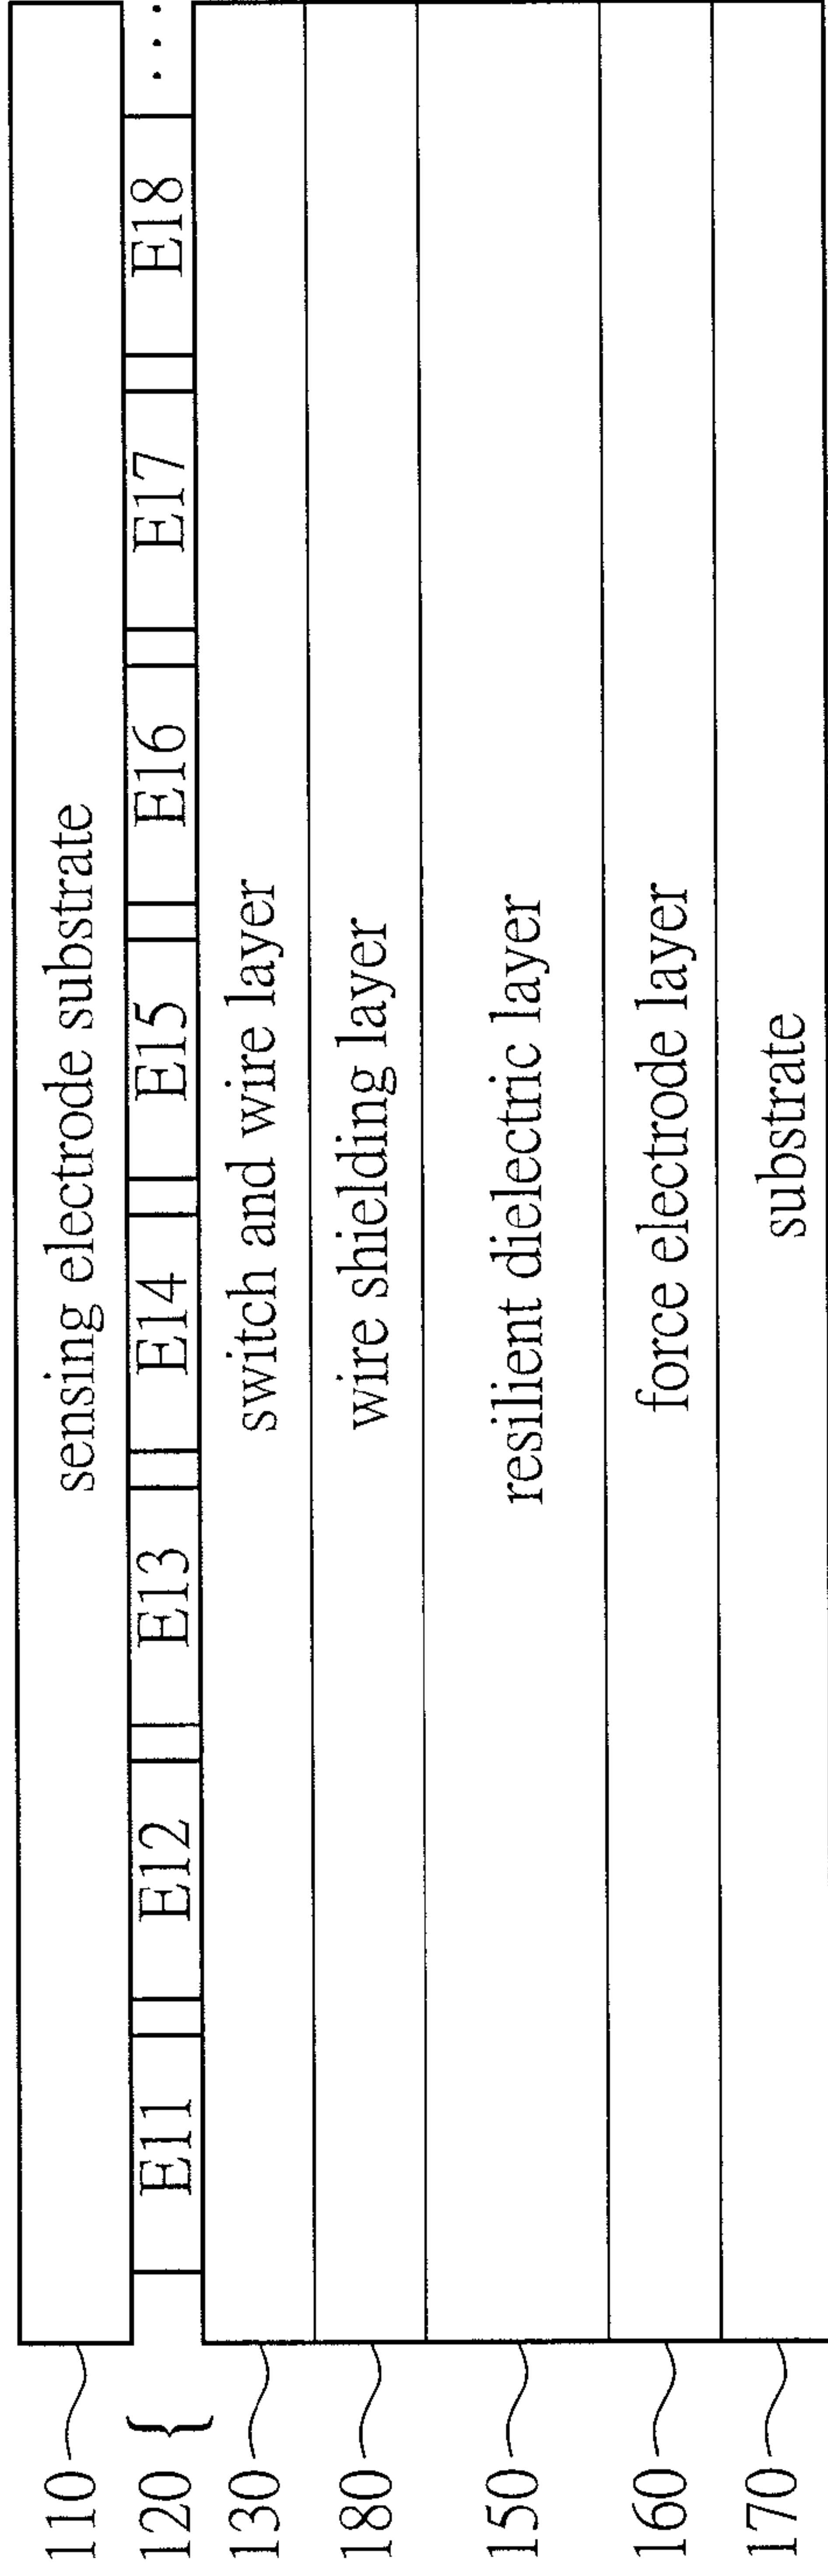 110 sensing electrode substrate
120 { E11 E12 E13 E14 E15 E16 E17 E18 ...
130 switch and wire layer
180 wire shielding layer
150 resilient dielectric layer
160 force electrode layer
170 substrate